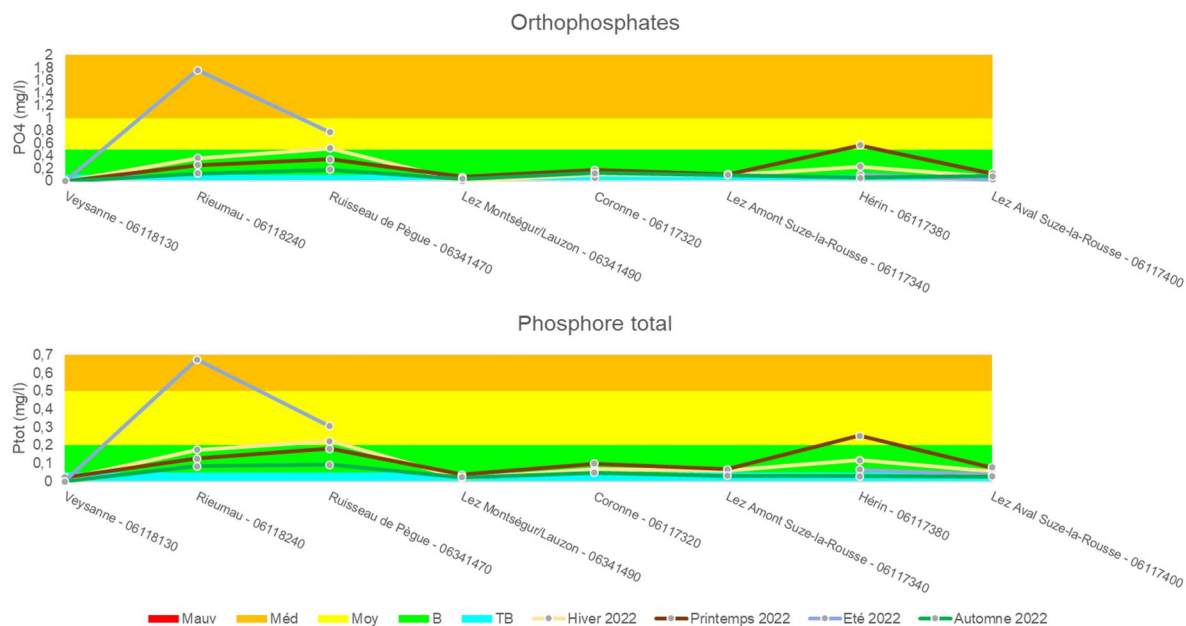 Orthophosphates
PO4 (mg/l)
2
1,8
1,6
1,4
1,2
1
0,8
0,6
0,4
0,2
0
Veysanne - 06118130
Rieumau - 06118240
Ruisseau de Pègue - 06341470
Lez Montségur/Lauzon - 06341490
Coronne - 06117320
Lez Amont Suze-la-Rousse - 06117340
Hérin - 06117380
Lez Aval Suze-la-Rousse - 06117400
Phosphore total
Ptot (mg/l)
0,7
0,6
0,5
0,4
0,3
0,2
0,1
0
Veysanne - 06118130
Rieumau - 06118240
Ruisseau de Pègue - 06341470
Lez Montségur/Lauzon - 06341490
Coronne - 06117320
Lez Amont Suze-la-Rousse - 06117340
Hérin - 06117380
Lez Aval Suze-la-Rousse - 06117400
Mauv Méd Moy B TB Hiver 2022 Printemps 2022 Eté 2022 Automne 2022